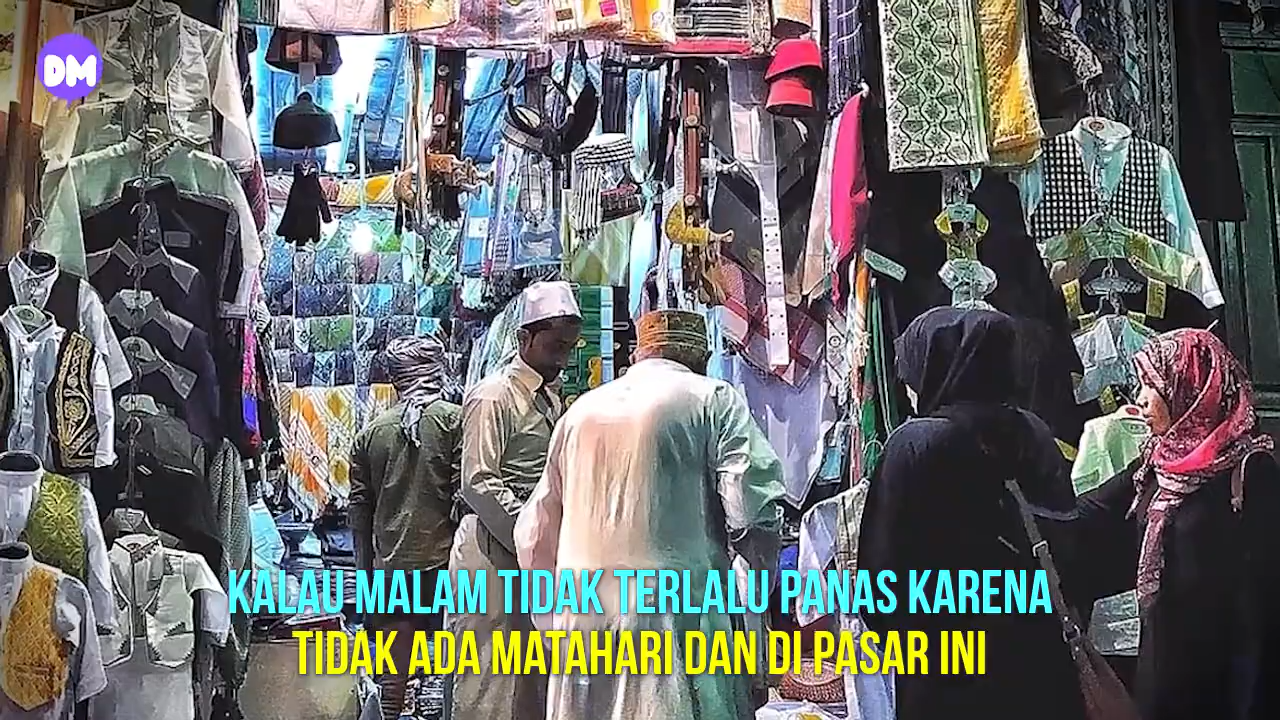 DM
KALAU MALAM TIDAK TERLALU PANAS KARENA
TIDAK ADA MATAHARI DAN DI PASAR INI